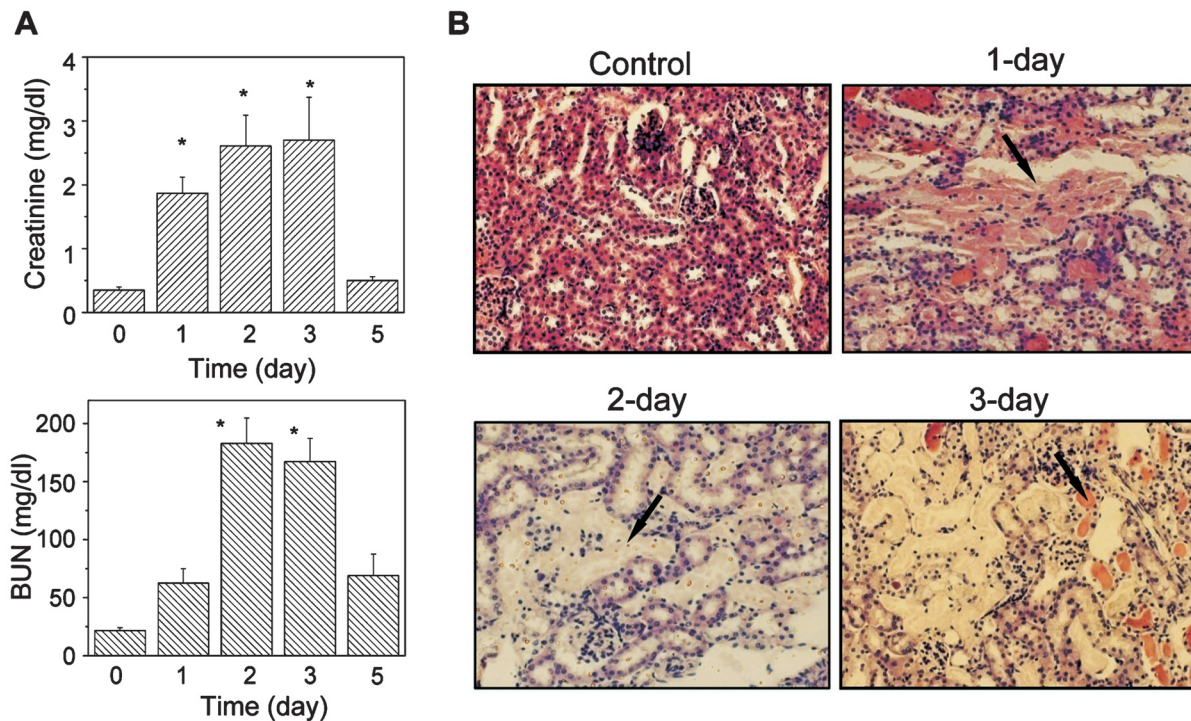 A
Creatinine (mg/dl)
4
3
2
1
0
* * *
0 1 2 3 5
Time (day)
BUN (mg/dl)
200
150
100
50
0
* *
0 1 2 3 5
Time (day)
B
Control
1-day
2-day
3-day